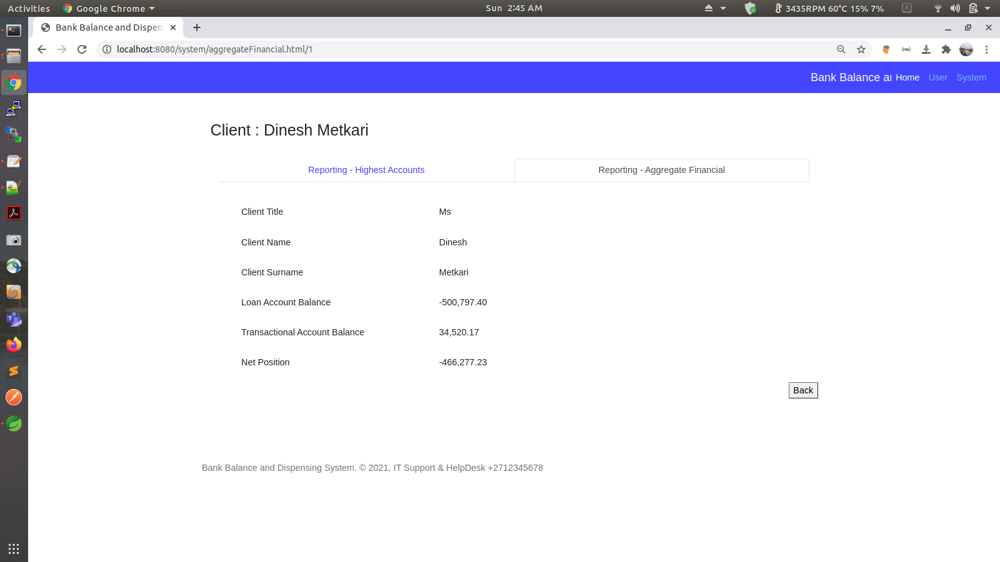 Activities Google Chrome Sun 2:45 AM 3435RPM 60°C 15% 7% A
Bank Balance and Dispen
localhost:8080/system/aggregateFinancial.html/1
Bank Balance a Home User System
Client : Dinesh Metkari
Reporting - Highest Accounts Reporting - Aggregate Financial
Client Title Ms
Client Name Dinesh
Client Surname Metkari
Loan Account Balance -500,797.40
Transactional Account Balance 34,520.17
Net Position -466,277.23
Back
Bank Balance and Dispensing System. © 2021, IT Support & HelpDesk +2712345678